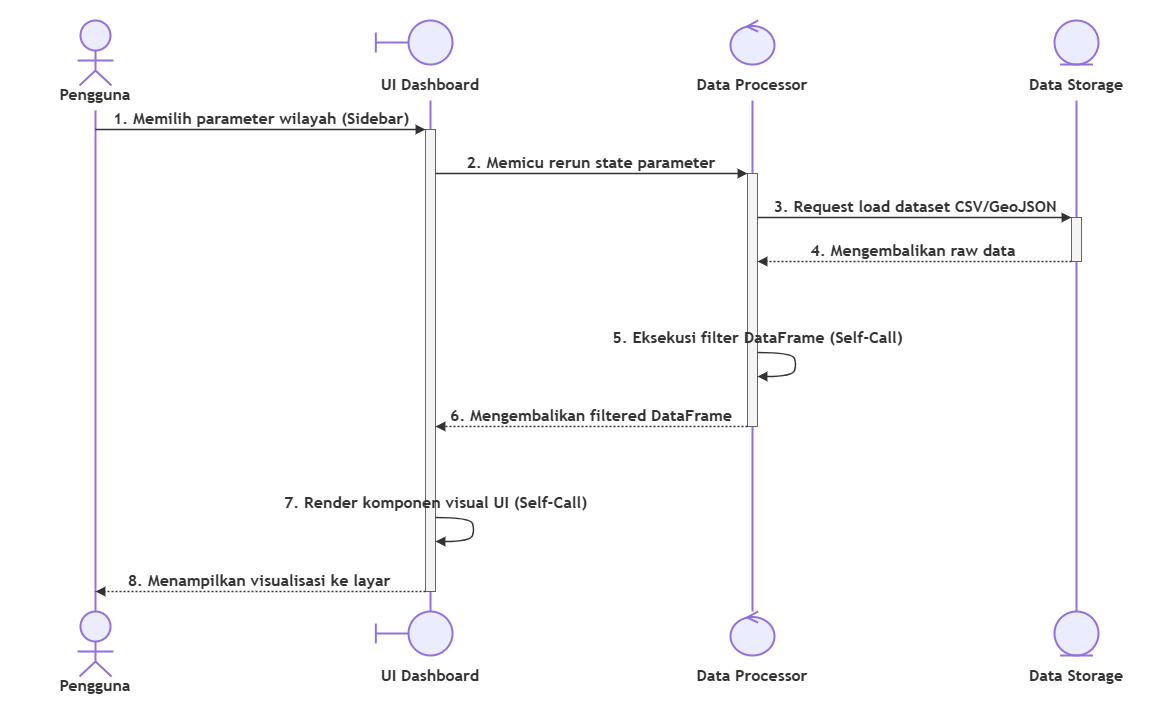 Pengguna
UI Dashboard
Data Processor
Data Storage
1. Memilih parameter wilayah (Sidebar)
2. Memicu rerun state parameter
3. Request load dataset CSV/GeoJSON
4. Mengembalikan raw data
5. Eksekusi filter DataFrame (Self-Call)
6. Mengembalikan filtered DataFrame
7. Render komponen visual UI (Self-Call)
8. Menampilkan visualisasi ke layar
Pengguna
UI Dashboard
Data Processor
Data Storage